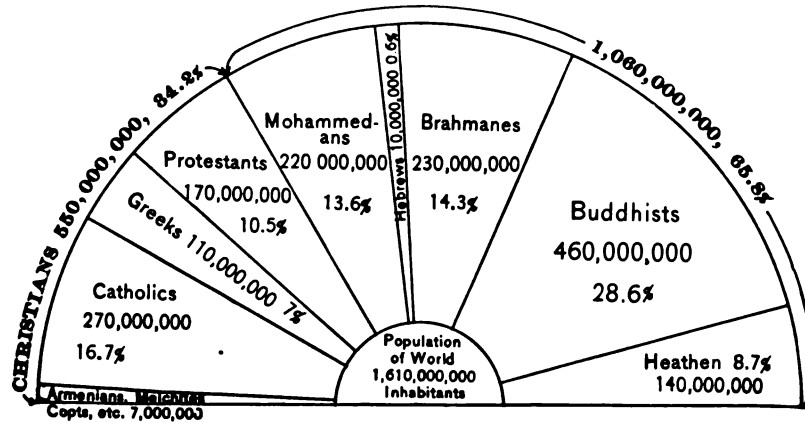 CHRISTIANS 550,000,000, 34.2%
1,060,000,000, 65.8%
Armenians, Melchites
Copts, etc. 7,000,000
Catholics
270,000,000
16.7%
Greeks 110,000,000 7%
Protestants
170,000,000
10.5%
Mohammed-
ans
220 000,000
13.6%
Hebrews 10,000,000 0.6%
Brahmanes
230,000,000
14.3%
Buddhists
460,000,000
28.6%
Heathen 8.7%
140,000,000
Population
of World
1,610,000,000
Inhabitants